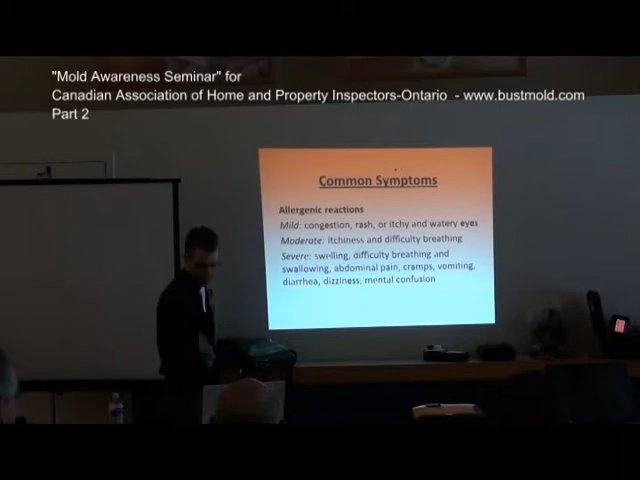 "Mold Awareness Seminar" for
Canadian Association of Home and Property Inspectors-Ontario - www.bustmold.com
Part 2
Common Symptoms
Allergenic reactions
Mild: congestion, rash, or itchy and watery eyes
Moderate: itchiness and difficulty breathing
Severe: swelling, difficulty breathing and
swallowing, abdominal pain, cramps, vomiting,
diarrhea, dizziness, mental confusion